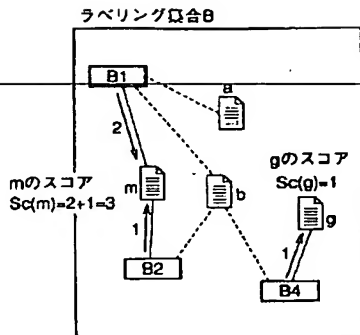 ラベリング集合B
B1
a
2
gのスコア
Sc(g)=1
mのスコア
Sc(m)=2+1=3
m
b
g
1
1
B2
B4